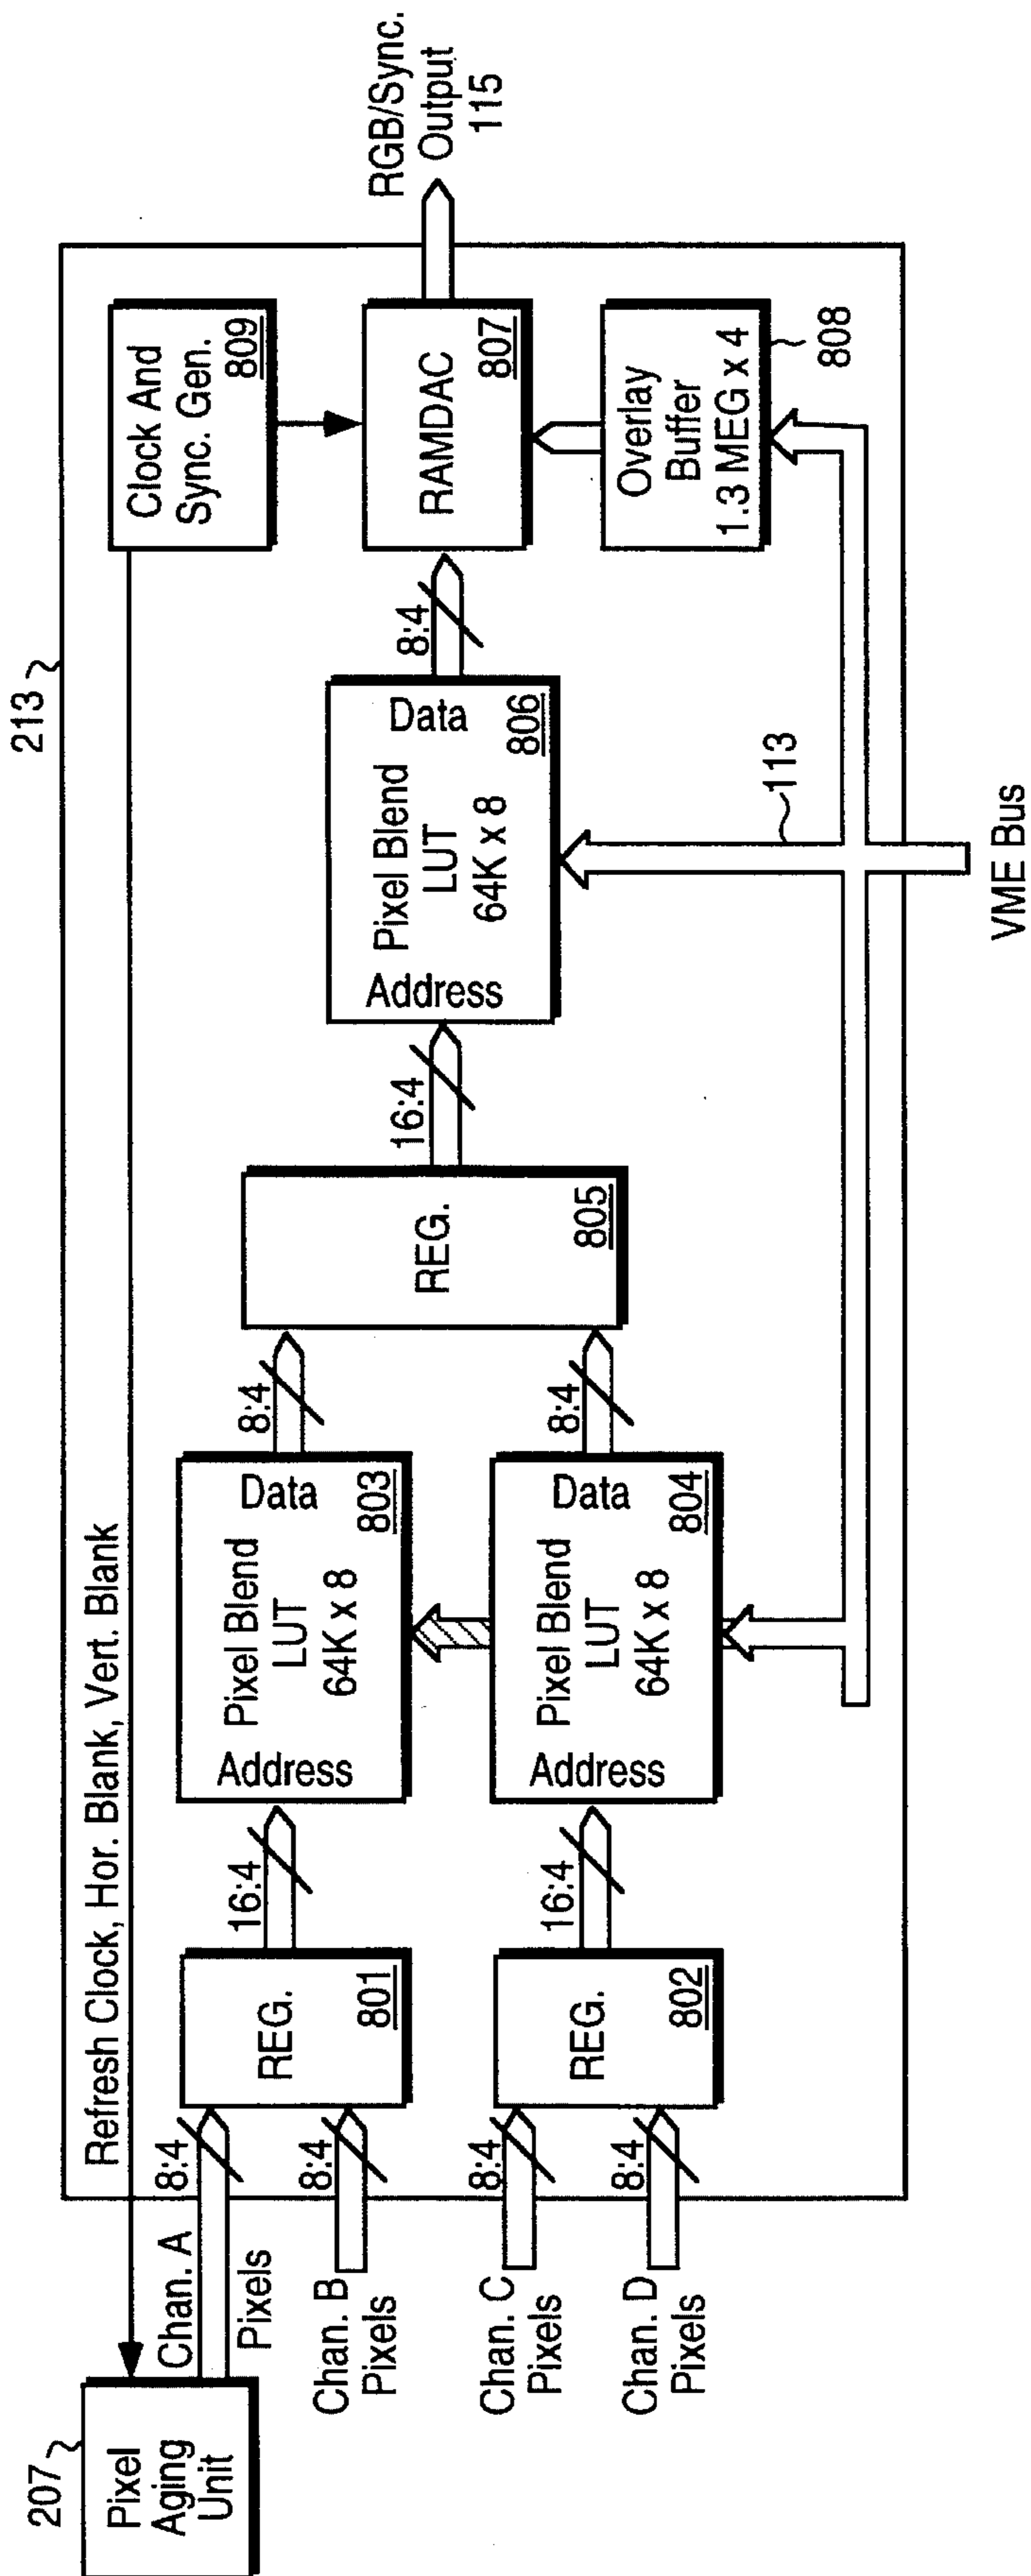 207
Pixel
Aging
Unit
Chan. A
Pixels
Chan. B
Pixels
Chan. C
Pixels
Chan. D
Pixels
213
Refresh Clock, Hor. Blank, Vert. Blank
8:4
8:4
8:4
8:4
REG.
801
REG.
802
16:4
16:4
Address
Pixel Blend
LUT
64K x 8
Data
803
Address
Pixel Blend
LUT
64K x 8
Data
804
8:4
8:4
REG.
805
16:4
Address
Pixel Blend
LUT
64K x 8
Data
806
8:4
Clock And
Sync. Gen.
809
RAMDAC
807
Overlay
Buffer
1.3 MEG x 4
808
RGB/Sync.
Output
115
113
VME Bus